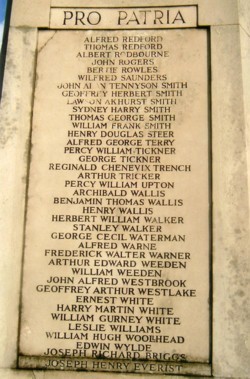 PRO PATRIA
ALFRED REDFORD
THOMAS REDFORD
ALBERT REDBOURNE
JOHN ROGERS
BERTIE ROWLES
WILFRED SAUNDERS
JOHN ALAN TENNYSON SMITH
GEOFFREY HERBERT SMITH
LAWSON AKHURST SMITH
SYDNEY HARRY SMITH
THOMAS GEORGE SMITH
WILLIAM FRANK SMITH
HENRY DOUGLAS STEER
ALFRED GEORGE TERRY
PERCY WILLIAM TICKNER
GEORGE TICKNER
REGINALD CHENEVIX TRENCH
ARTHUR TRICKER
PERCY WILLIAM UPTON
ARCHIBALD WALLIS
BENJAMIN THOMAS WALLIS
HENRY WALLIS
HERBERT WILLIAM WALKER
STANLEY WALKER
GEORGE CECIL WATERMAN
ALFRED WARNE
FREDERICK WALTER WARNER
ARTHUR EDWARD WEEDEN
WILLIAM WEEDEN
JOHN ALFRED WESTBROOK
GEOFFREY ARTHUR WESTLAKE
ERNEST WHITE
HARRY MARTIN WHITE
WILLIAM GURNEY WHITE
LESLIE WILLIAMS
WILLIAM HUGH WOODHEAD
EDWIN WYLDE
JOSEPH RICHARD BRIGGS
JOSEPH HENRY EVERIST